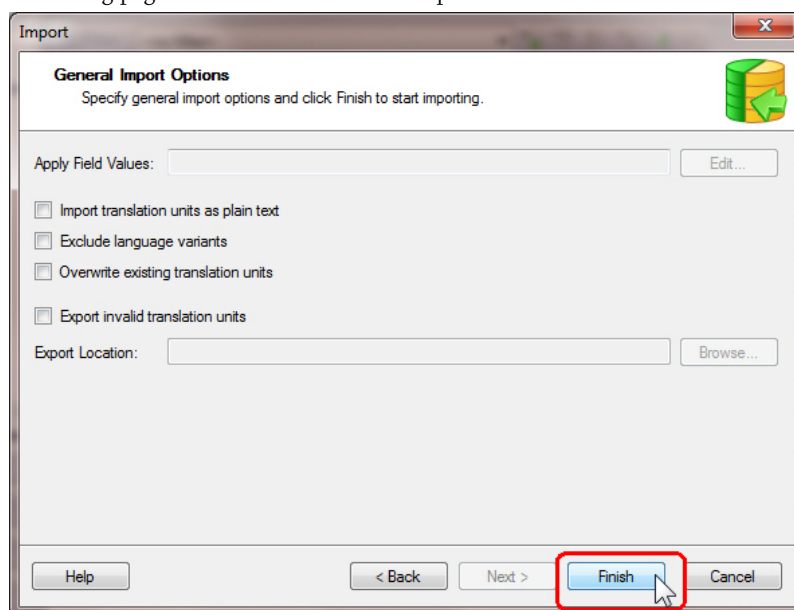 Import
General Import Options
Specify general import options and click Finish to start importing.
Apply Field Values:
Edit...
Import translation units as plain text
Exclude language variants
Overwrite existing translation units
Export invalid translation units
Export Location:
Browse...
Help
< Back
Next >
Finish
Cancel